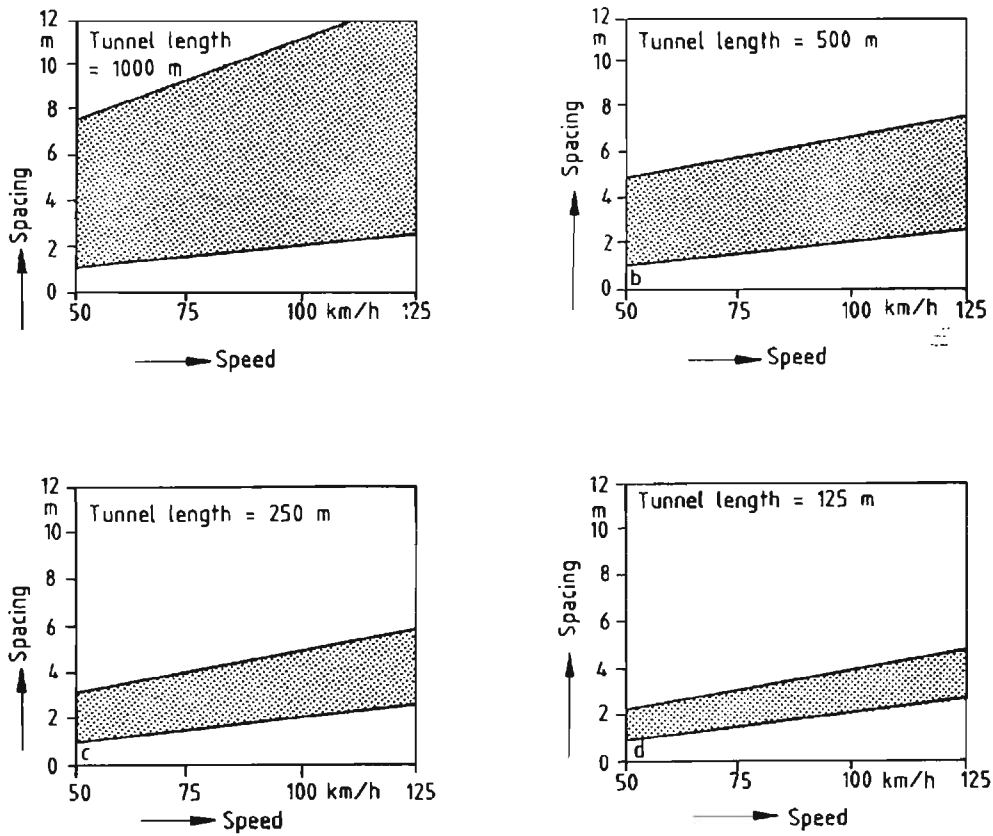 12
m
10
8
6
4
2
0
Tunnel length
= 1000 m
Spacing
50 75 100 km/h 125
Speed
12
m
10
8
6
4
2
0
Tunnel length = 500 m
Spacing
b
50 75 100 km/h 125
Speed
12
m
10
8
6
4
2
0
Tunnel length = 250 m
Spacing
c
50 75 100 km/h 125
Speed
12
m
10
8
6
4
2
0
Tunnel length = 125 m
Spacing
d
50 75 100 km/h 125
Speed